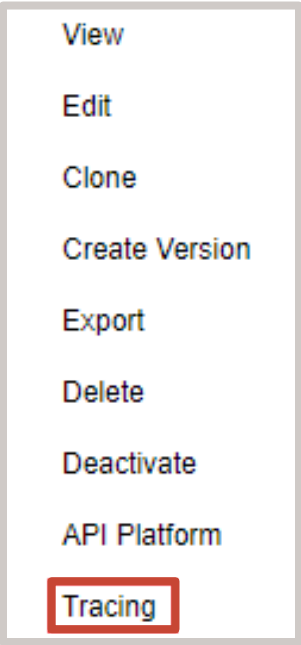 View
Edit
Clone
Create Version
Export
Delete
Deactivate
API Platform
Tracing